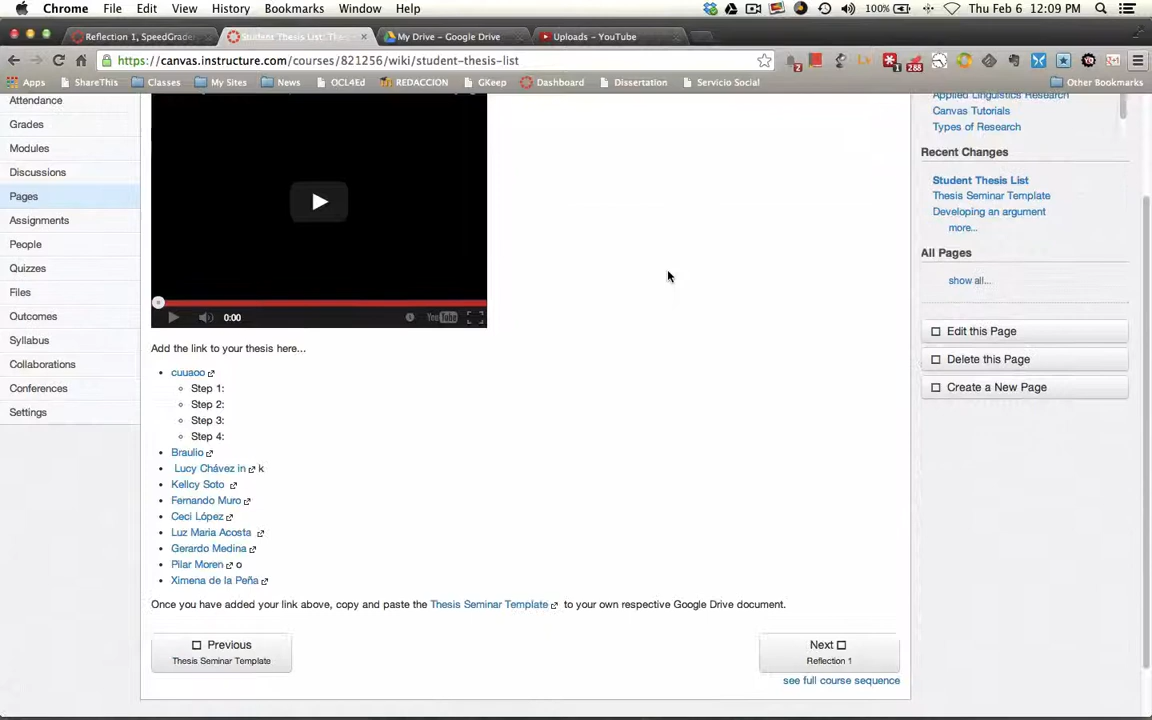 Chrome File Edit View History Bookmarks Window Help 100% Thu Feb 6 12:09 PM
Reflection 1, SpeedGrader Student Thesis List: The My Drive – Google Drive Uploads – YouTube
https://canvas.instructure.com/courses/821256/wiki/student-thesis-list
Apps ShareThis Classes My Sites News OCL4Ed REDACCION GKeep Dashboard Dissertation Servicio Social Other Bookmarks
Attendance
Grades
Modules
Discussions
Pages
Assignments
People
Quizzes
Files
Outcomes
Syllabus
Collaborations
Conferences
Settings
0:00 YouTube
Add the link to your thesis here...
cuuaoo
Step 1:
Step 2:
Step 3:
Step 4:
Braulio
Lucy Chávez in k
Kellcy Soto
Fernando Muro
Ceci López
Luz Maria Acosta
Gerardo Medina
Pilar Moren o
Ximena de la Peña
Once you have added your link above, copy and paste the Thesis Seminar Template to your own respective Google Drive document.
Previous
Thesis Seminar Template
Next
Reflection 1
see full course sequence
Applied Linguistics Research
Canvas Tutorials
Types of Research
Recent Changes
Student Thesis List
Thesis Seminar Template
Developing an argument
more...
All Pages
show all...
Edit this Page
Delete this Page
Create a New Page